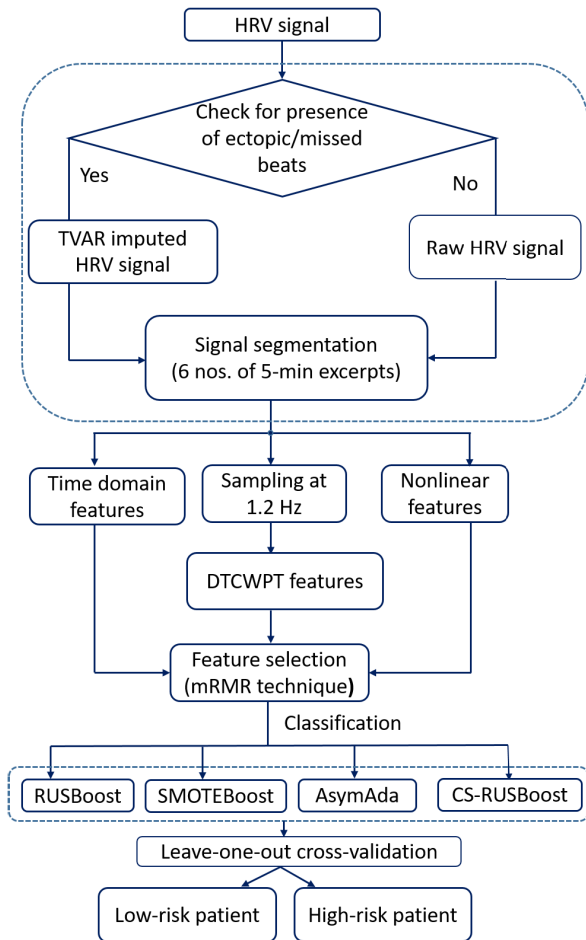 HRV signal
Check for presence
of ectopic/missed
beats
Yes
No
TVAR imputed
HRV signal
Raw HRV signal
Signal segmentation
(6 nos. of 5-min excerpts)
Time domain
features
Sampling at
1.2 Hz
Nonlinear
features
DTCWPT features
Feature selection
(mRMR technique)
Classification
RUSBoost
SMOTEBoost
AsymAda
CS-RUSBoost
Leave-one-out cross-validation
Low-risk patient
High-risk patient